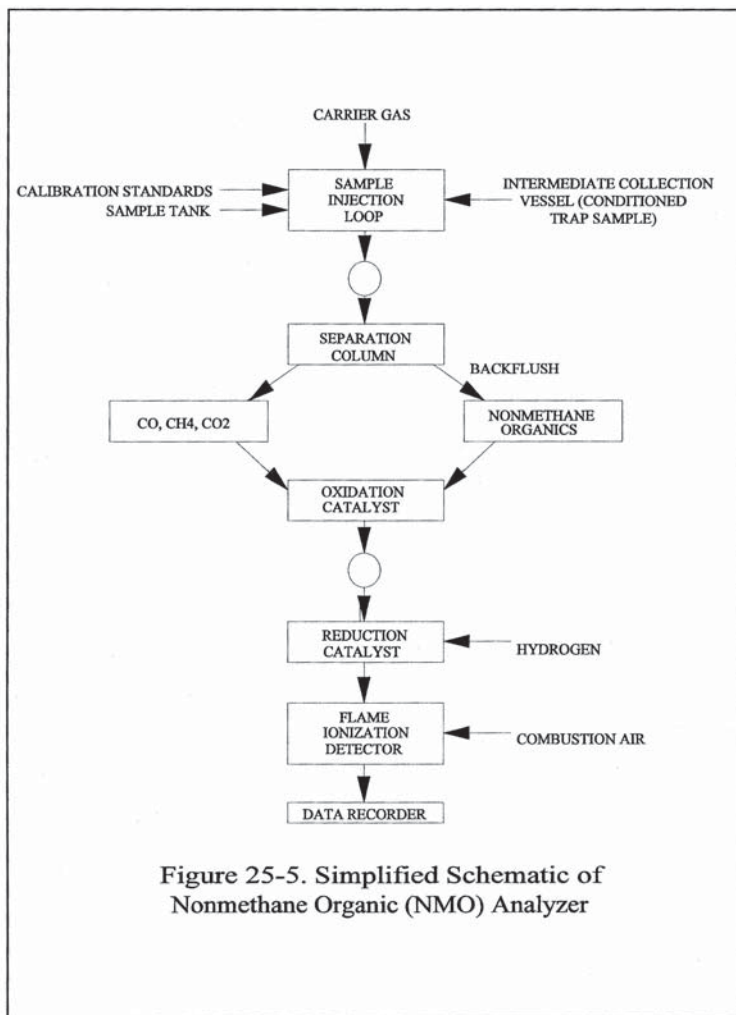 CARRIER GAS
CALIBRATION STANDARDS
SAMPLE TANK
SAMPLE
INJECTION
LOOP
INTERMEDIATE COLLECTION
VESSEL (CONDITIONED
TRAP SAMPLE)
SEPARATION
COLUMN
BACKFLUSH
CO, CH4, CO2
NONMETHANE
ORGANICS
OXIDATION
CATALYST
REDUCTION
CATALYST
HYDROGEN
FLAME
IONIZATION
DETECTOR
COMBUSTION AIR
DATA RECORDER
Figure 25-5. Simplified Schematic of
Nonmethane Organic (NMO) Analyzer